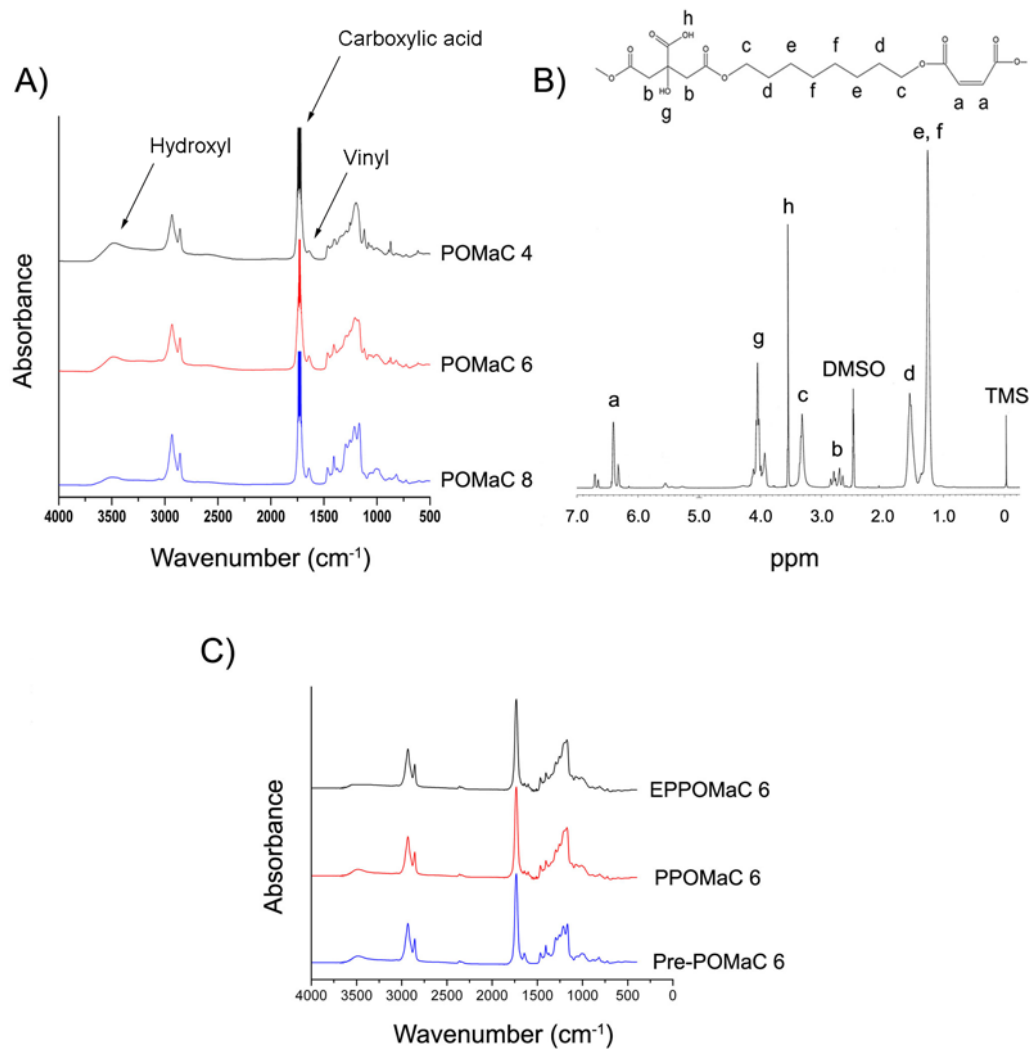 A)
Carboxylic acid
Hydroxyl
Vinyl
POMaC 4
POMaC 6
POMaC 8
Absorbance
4000 3500 3000 2500 2000 1500 1000 500
Wavenumber (cm⁻¹)
B)
h
O OH
O O O O
c e f d
O O O O
b HO b d f e c a a
g
e, f
h
g
DMSO
d
TMS
a
c
b
7.0 6.0 5.0 4.0 3.0 2.0 1.0 0
ppm
C)
EPPOMaC 6
PPOMaC 6
Pre-POMaC 6
Absorbance
4000 3500 3000 2500 2000 1500 1000 500 0
Wavenumber (cm⁻¹)